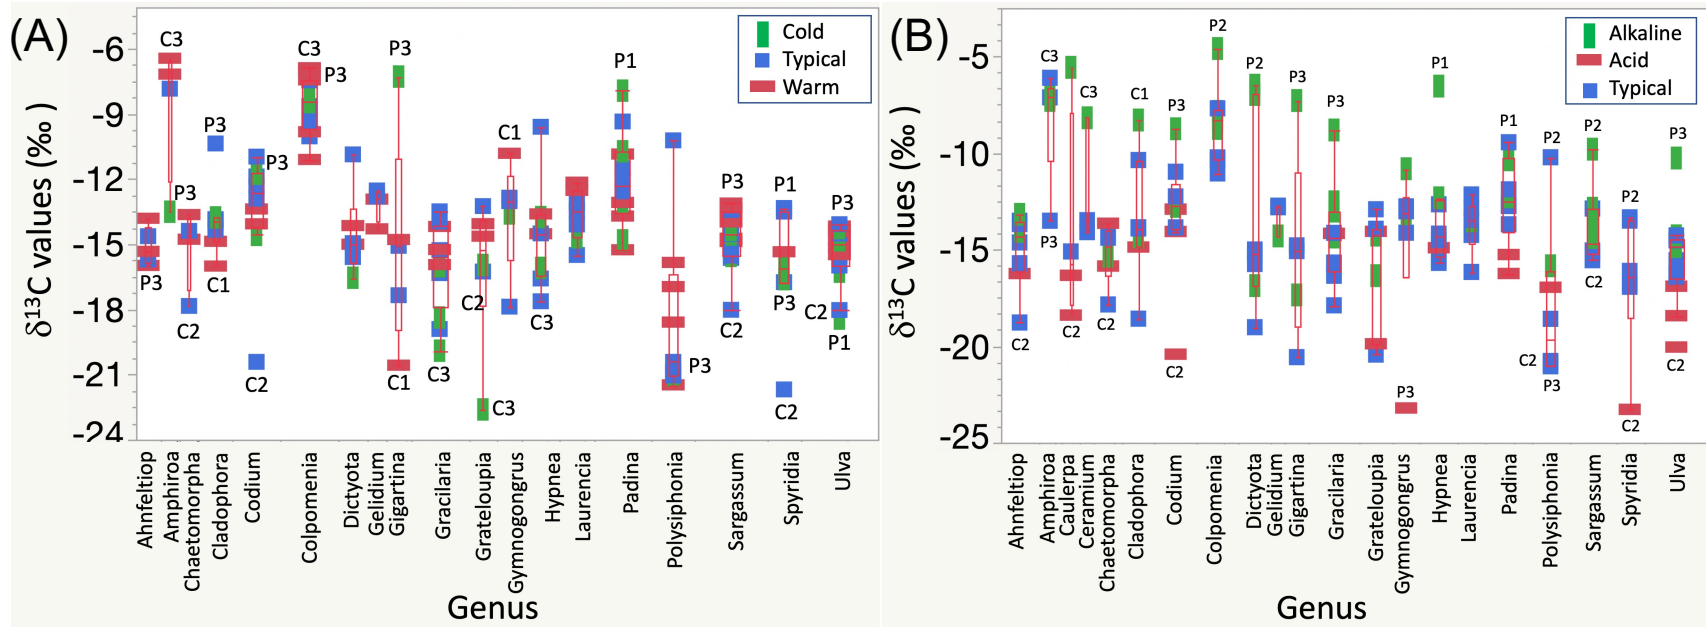 (A)
Cold
Typical
Warm
δ13C values (‰)
-6
-9
-12
-15
-18
-21
-24
C3
P3
P3
C2
P3
C1
P3
C2
C3
P3
P3
C1
C3
C2
C3
C1
C3
P1
P3
P3
C2
P1
P3
C2
P3
C2
P1
Ahnfeltiop
Amphiroa
Chaetomorpha
Cladophora
Codium
Colpomenia
Dictyota
Gelidium
Gigartina
Gracilaria
Grateloupia
Gymnogongrus
Hypnea
Laurencia
Padina
Polysiphonia
Sargassum
Spyridia
Ulva
Genus
(B)
Alkaline
Acid
Typical
δ13C values (‰)
-5
-10
-15
-20
-25
C2
C3
P3
C2
C3
C2
C1
P3
C2
P2
P2
P3
P3
P3
P1
P1
P2
C2
P3
P2
C2
P2
C2
P3
C2
Ahnfeltiop
Amphiroa
Caulerpa
Ceramium
Chaetomorpha
Cladophora
Codium
Colpomenia
Dictyota
Gelidium
Gigartina
Gracilaria
Grateloupia
Gymnogongrus
Hypnea
Laurencia
Padina
Polysiphonia
Sargassum
Spyridia
Ulva
Genus